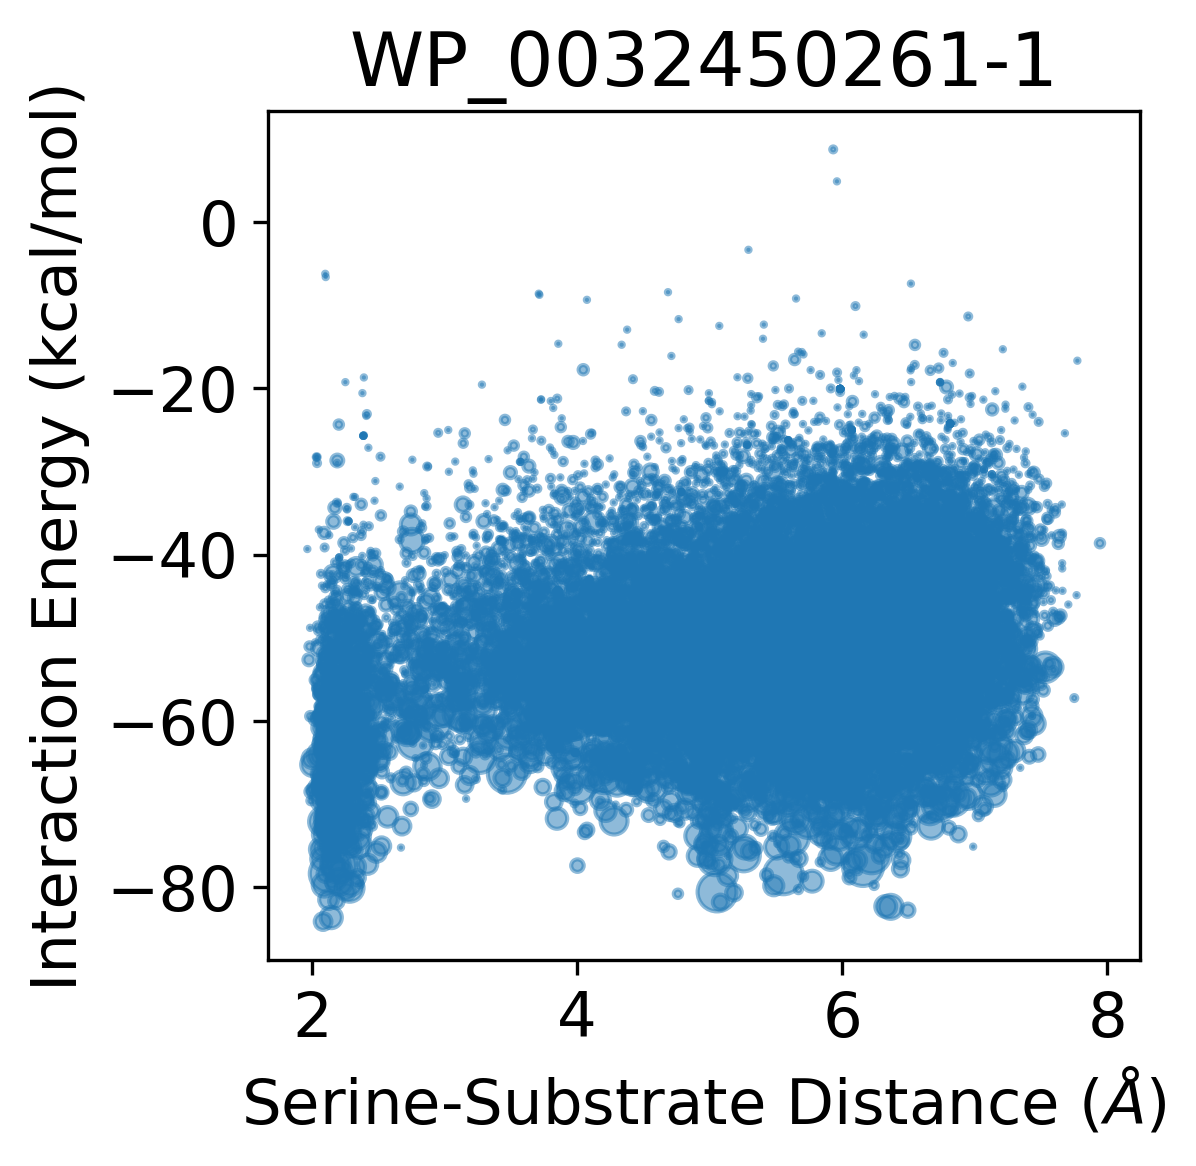 WP_0032450261-1
Interaction Energy (kcal/mol)
0
−20
−40
−60
−80
2 4 6 8
Serine-Substrate Distance (Å)